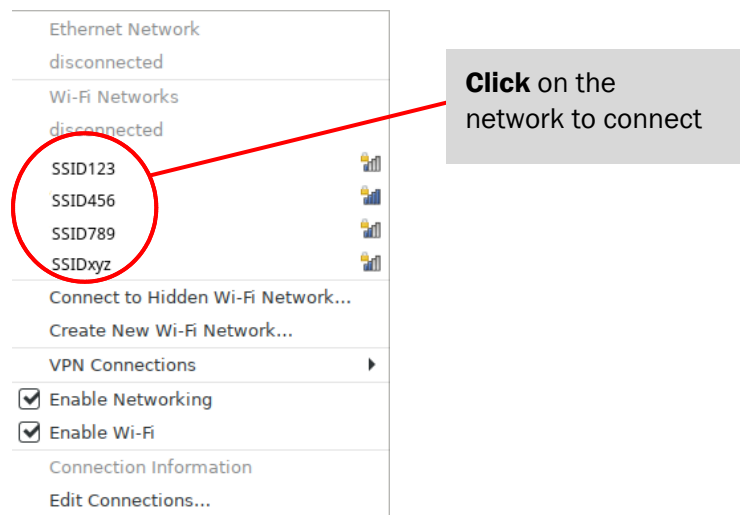 Ethernet Network
disconnected
Wi-Fi Networks
disconnected
SSID123
SSID456
SSID789
SSIDxyz
Connect to Hidden Wi-Fi Network...
Create New Wi-Fi Network...
VPN Connections
Enable Networking
Enable Wi-Fi
Connection Information
Edit Connections...
Click on the
network to connect